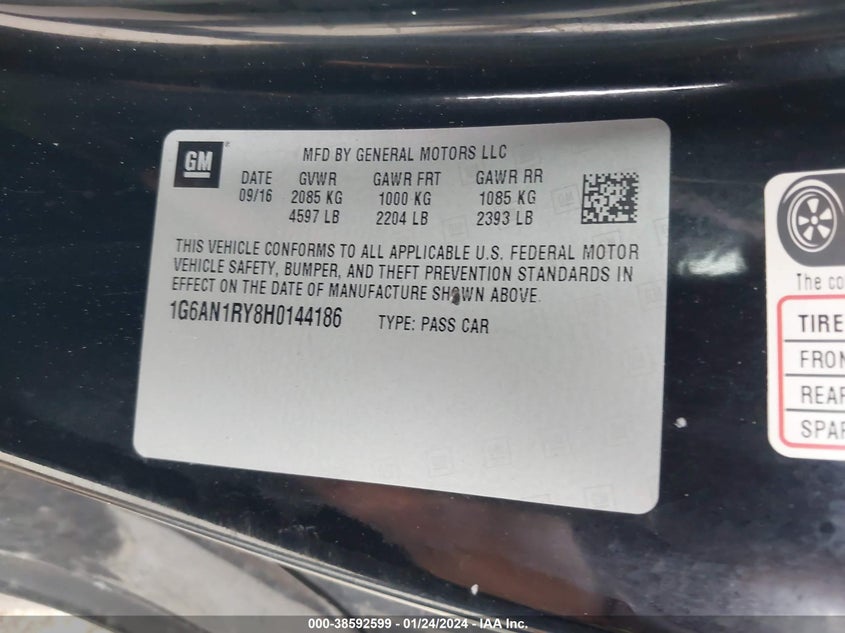 GM
MFD BY GENERAL MOTORS LLC
DATE GVWR GAWR FRT GAWR RR
09/16 2085 KG 1000 KG 1085 KG
4597 LB 2204 LB 2393 LB
THIS VEHICLE CONFORMS TO ALL APPLICABLE U.S. FEDERAL MOTOR
VEHICLE SAFETY, BUMPER, AND THEFT PREVENTION STANDARDS IN
EFFECT ON THE DATE OF MANUFACTURE SHOWN ABOVE.
1G6AN1RY8H0144186 TYPE: PASS CAR
The co
TIRE
FRON
REAR
SPAR
000-38592599 - 01/24/2024 - IAA Inc.